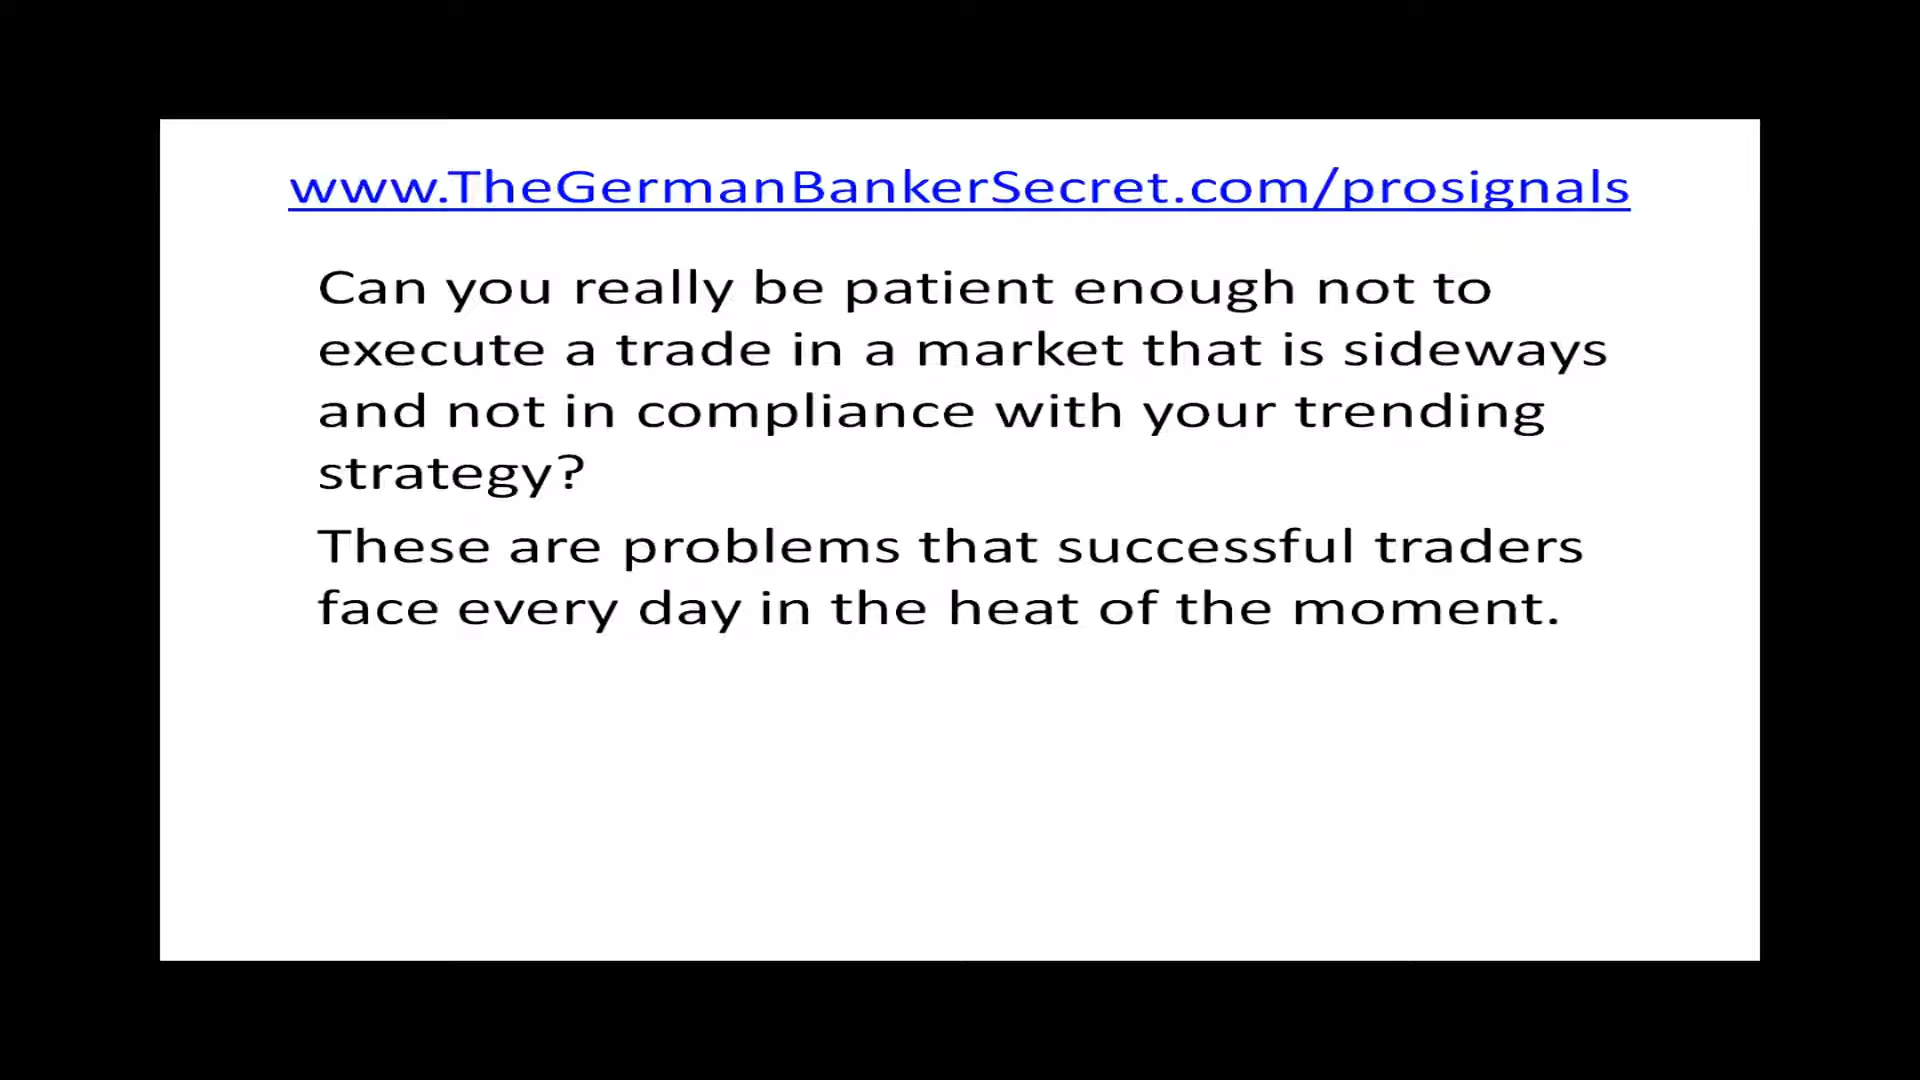 www.TheGermanBankerSecret.com/prosignals
Can you really be patient enough not to
execute a trade in a market that is sideways
and not in compliance with your trending
strategy?
These are problems that successful traders
face every day in the heat of the moment.